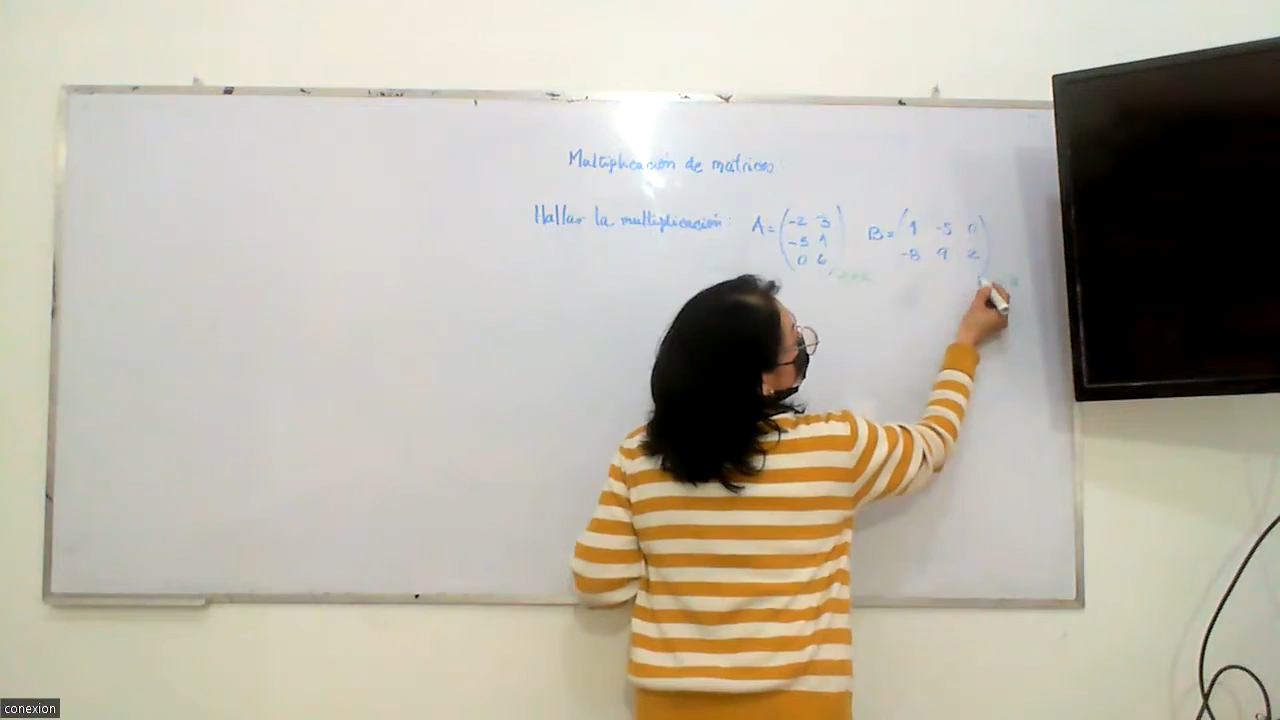 Multiplicación de matrices
Hallar la multiplicación: A = (-2 3 B = (1 -5 0
-5 1 -8 9 2)
0 6)
conexion